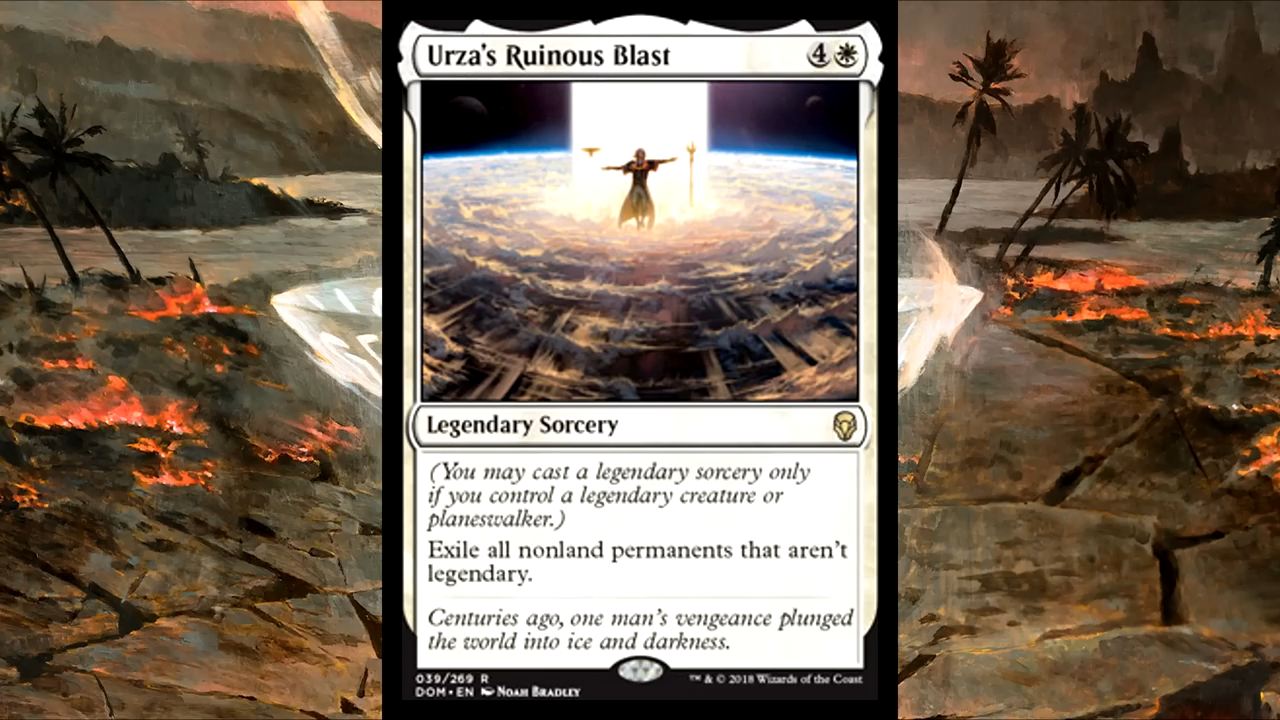 Urza's Ruinous Blast 4
Legendary Sorcery
(You may cast a legendary sorcery only
if you control a legendary creature or
planeswalker.)
Exile all nonland permanents that aren't
legendary.
Centuries ago, one man's vengeance plunged
the world into ice and darkness.
039/269 R
DOM • EN Noah Bradley
™ & © 2018 Wizards of the Coast